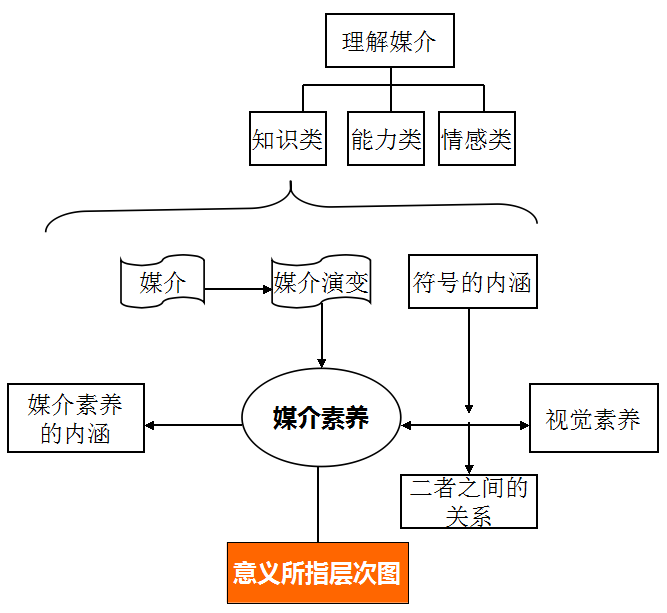 理解媒介
知识类
能力类
情感类
媒介
媒介演变
符号的内涵
媒介素养
的内涵
媒介素养
视觉素养
二者之间的
关系
意义所指层次图